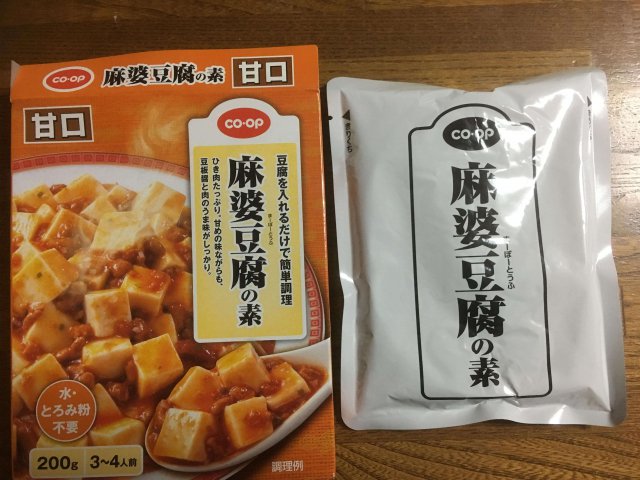 CO·OP
麻婆豆腐の素
甘口
甘口
CO·OP
豆腐を入れるだけで簡単調理
麻婆豆腐の素
まーぼーどうふ
ひき肉たっぷり。甘めの味ながらも、
豆板醤と肉のうま味がしっかり。
水・
とろみ粉
不要
200g
3~4人前
調理例
きりくち
CO·OP
麻婆豆腐の素
まーぼーどうふ